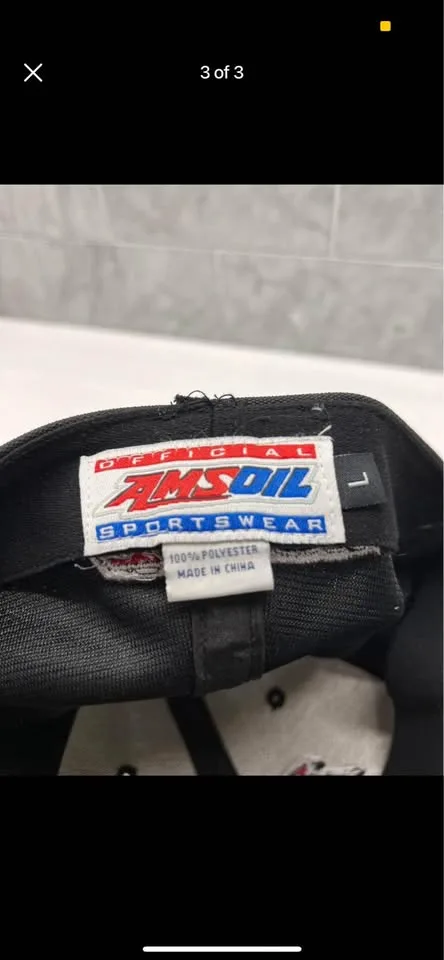 3 of 3
OFFICIAL
AMSOIL
SPORTSWEAR
L
100% POLYESTER
MADE IN CHINA